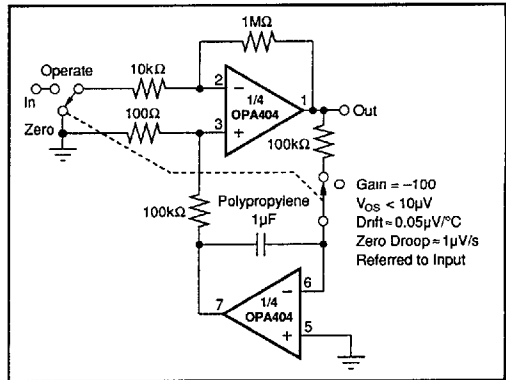 1MΩ
Operate
10kΩ
2
−
1
In
1/4
OPA404
Out
100Ω
Zero
3
+
100kΩ
O
Gain = −100
100kΩ
Polypropylene
1µF
VOS < 10µV
Drift ≈ 0.05µV/°C
Zero Droop ≈ 1µV/s
Referred to Input
6
−
7
1/4
OPA404
5
+